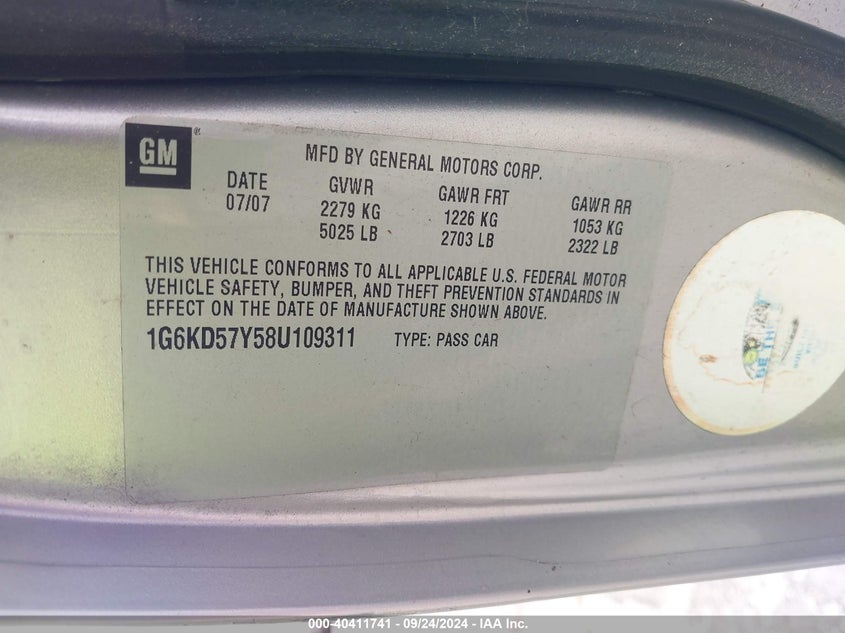 GM®
MFD BY GENERAL MOTORS CORP.
DATE GVWR GAWR FRT GAWR RR
07/07 2279 KG 1226 KG 1053 KG
5025 LB 2703 LB 2322 LB
THIS VEHICLE CONFORMS TO ALL APPLICABLE U.S. FEDERAL MOTOR
VEHICLE SAFETY, BUMPER, AND THEFT PREVENTION STANDARDS IN
EFFECT ON THE DATE OF MANUFACTURE SHOWN ABOVE.
1G6KD57Y58U109311 TYPE: PASS CAR
000-40411741 - 09/24/2024 - IAA Inc.